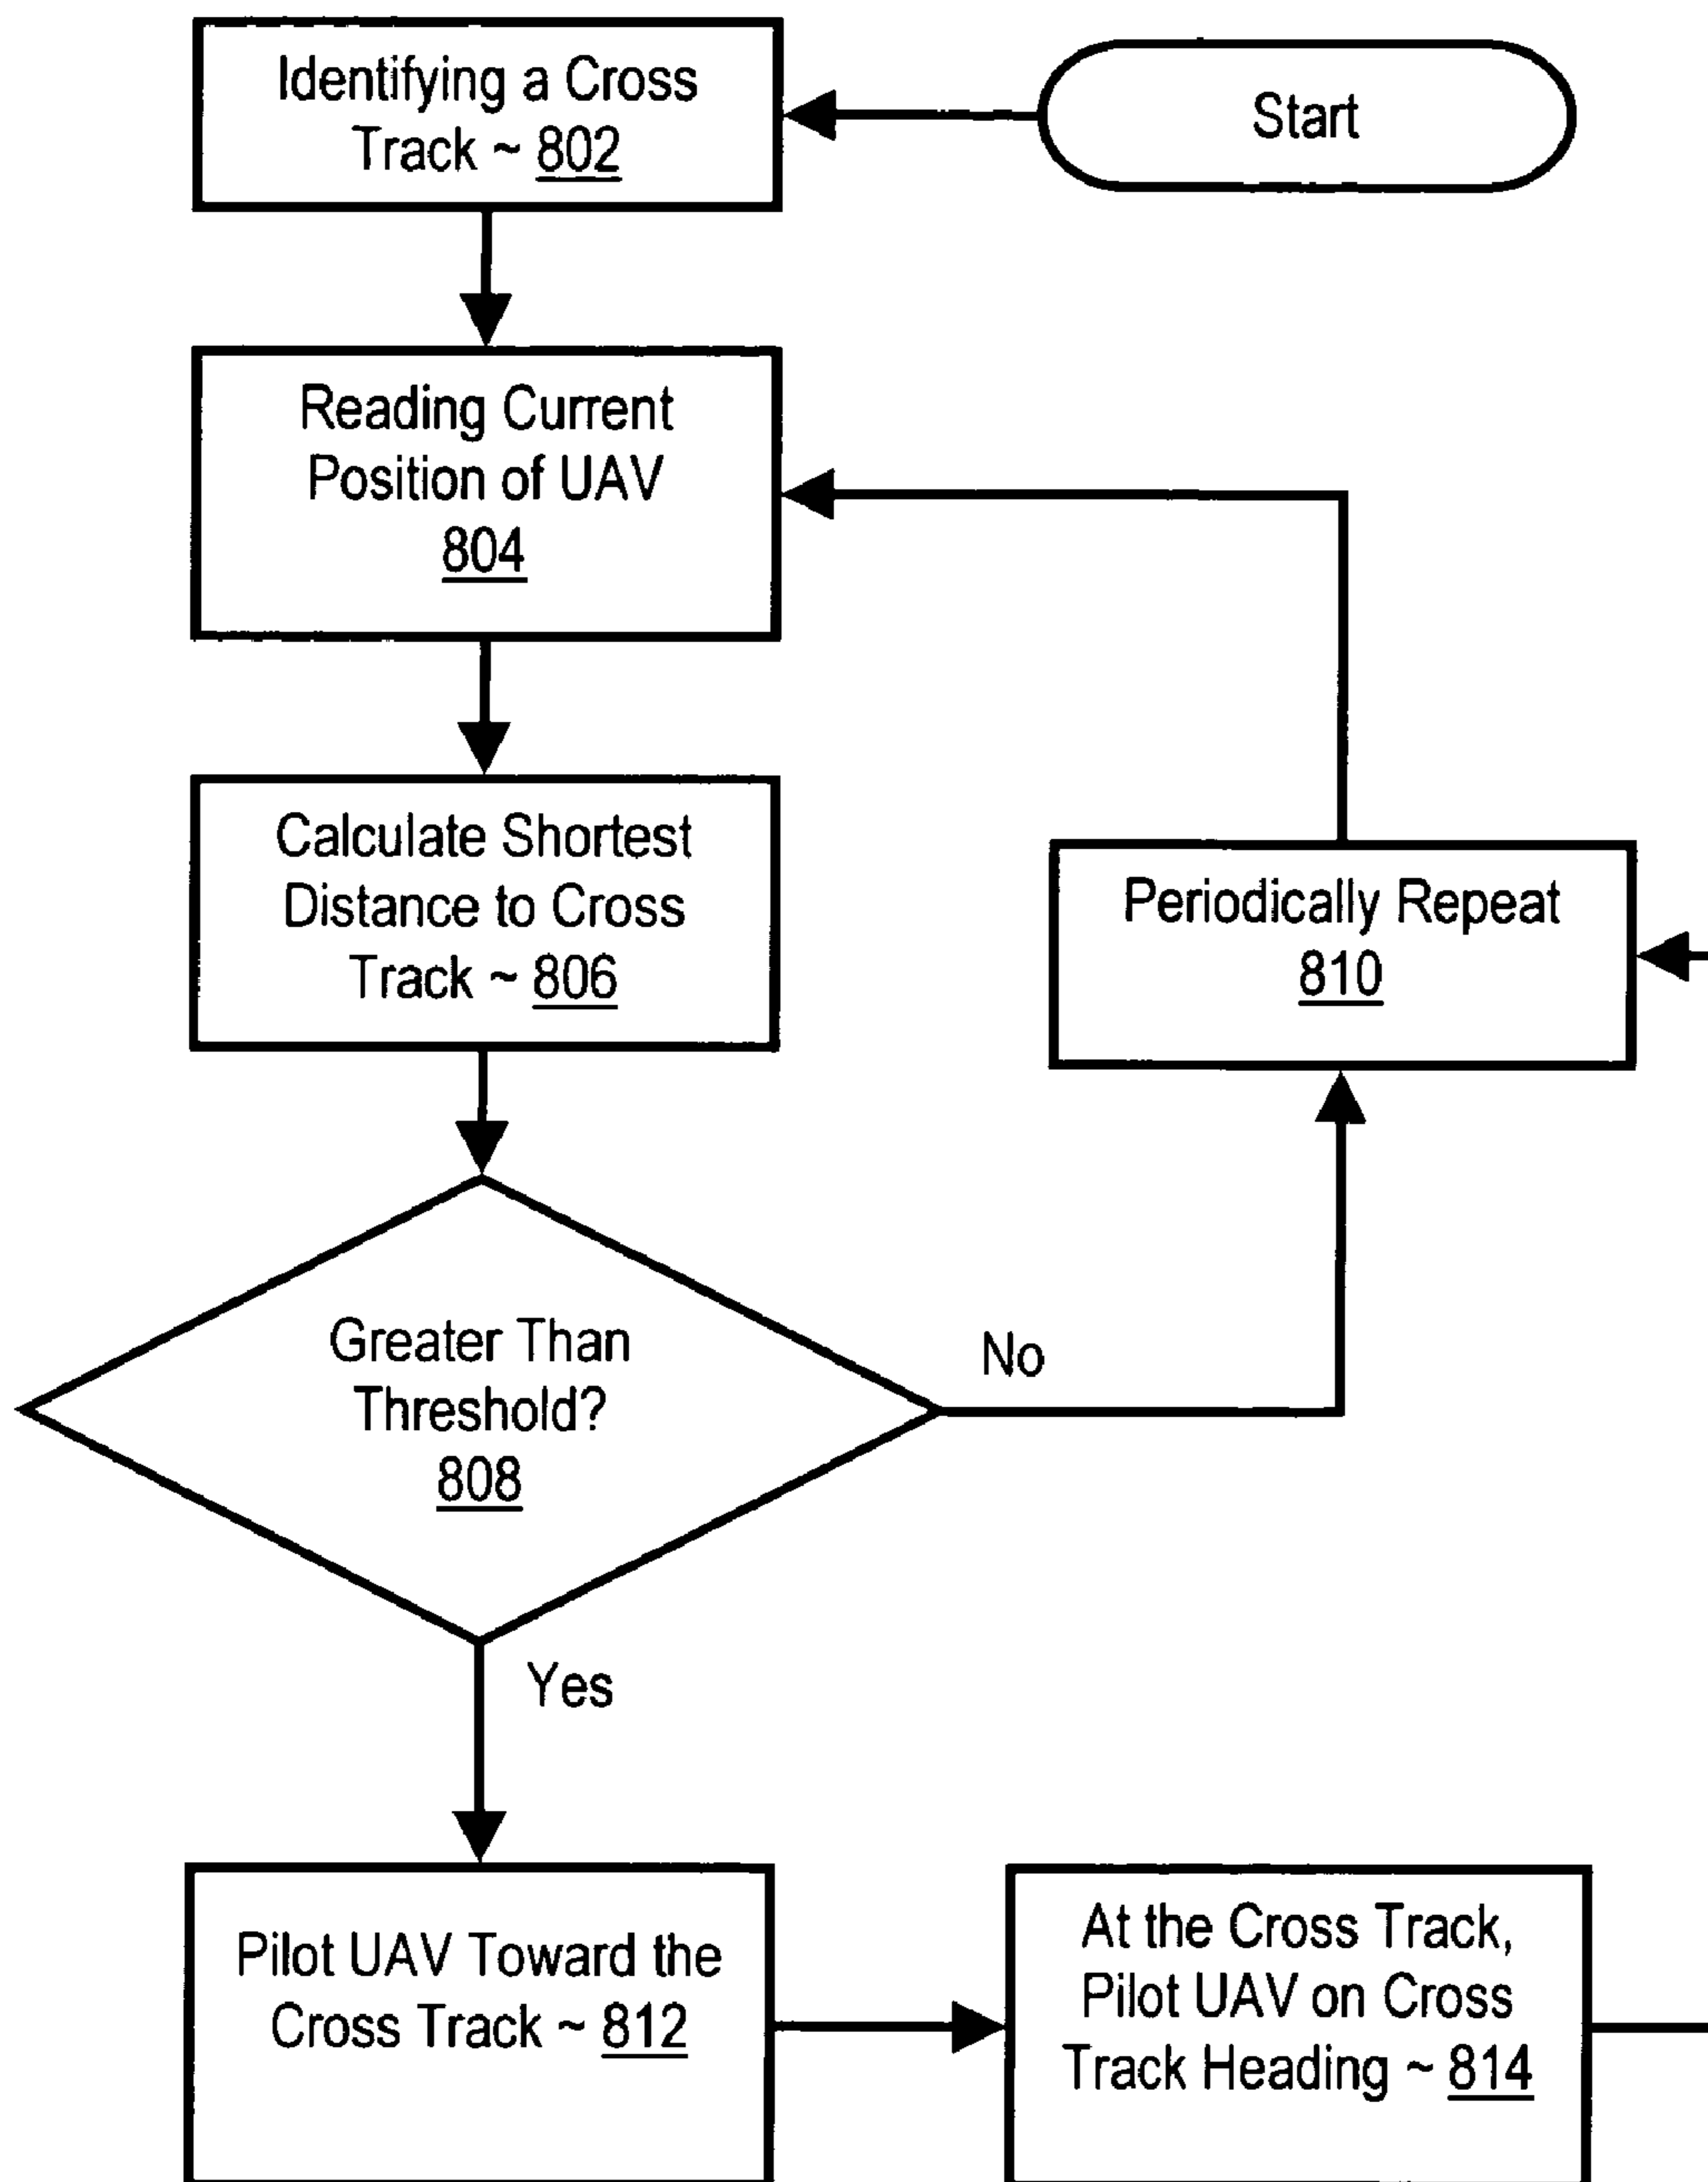 Start
Identifying a Cross
Track ~ 802
Reading Current
Position of UAV
804
Calculate Shortest
Distance to Cross
Track ~ 806
Periodically Repeat
810
Greater Than
Threshold?
808
No
Yes
Pilot UAV Toward the
Cross Track ~ 812
At the Cross Track,
Pilot UAV on Cross
Track Heading ~ 814